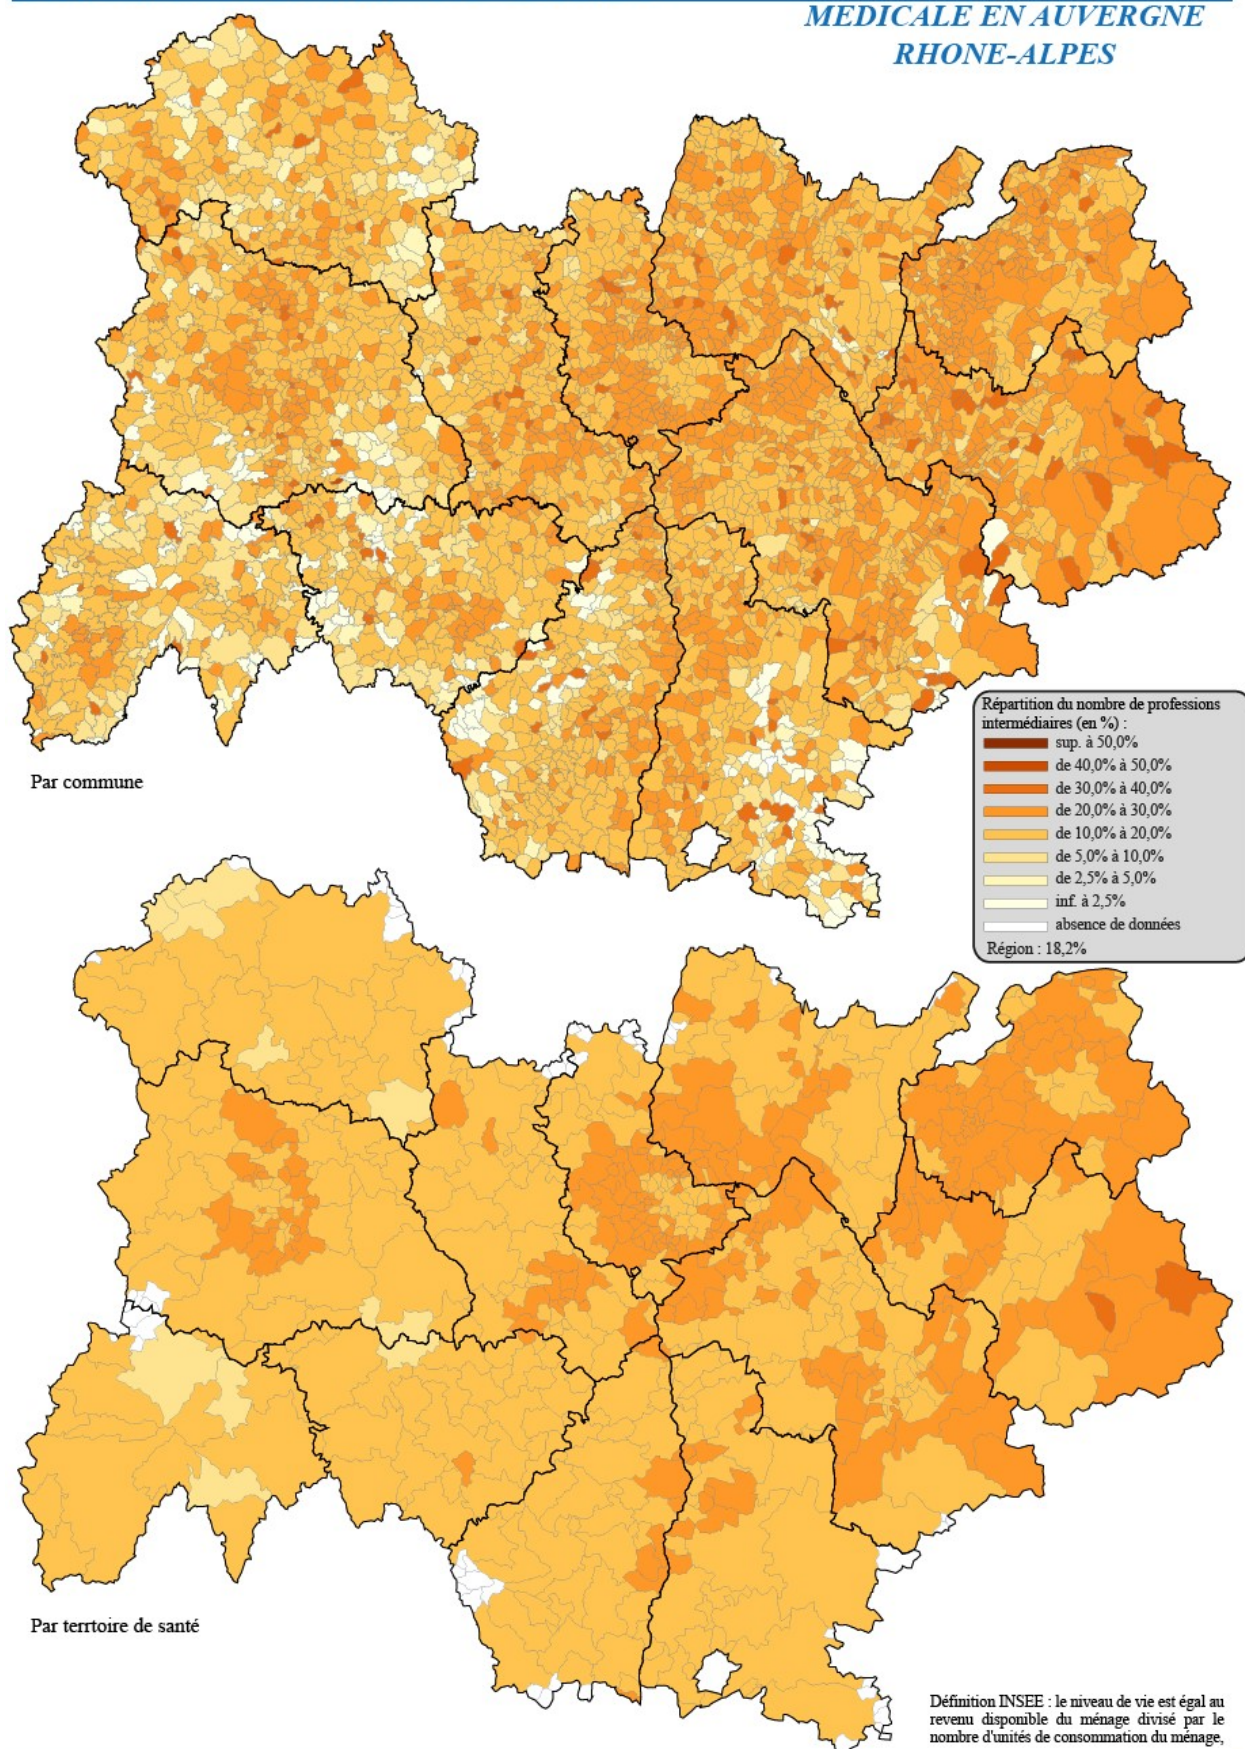 MEDICALE EN AUVERGNE
RHONE-ALPES
Répartition du nombre de professions
intermédiaires (en %) :
sup. à 50,0%
de 40,0% à 50,0%
de 30,0% à 40,0%
de 20,0% à 30,0%
de 10,0% à 20,0%
de 5,0% à 10,0%
de 2,5% à 5,0%
inf. à 2,5%
absence de données
Région : 18,2%
Par commune
Par terrtoire de santé
Définition INSEE : le niveau de vie est égal au
revenu disponible du ménage divisé par le
nombre d'unités de consommation du ménage,